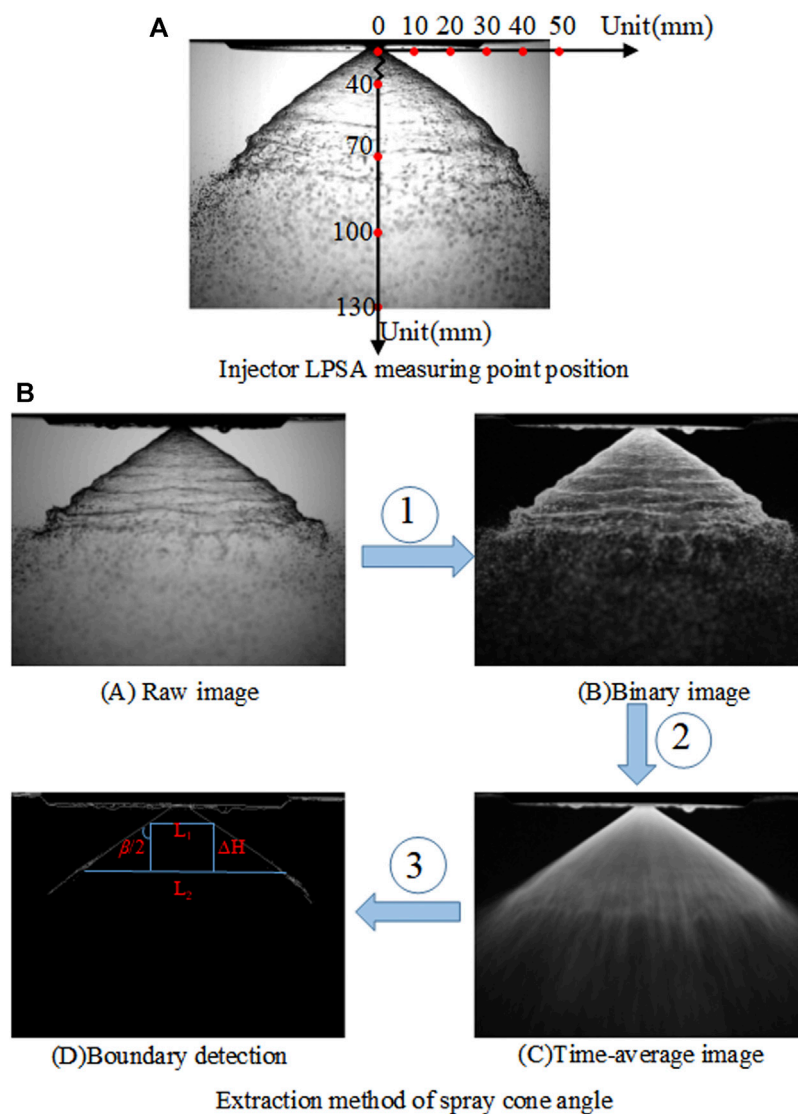 A
0 10 20 30 40 50
Unit(mm)
40
70
100
130
Unit(mm)
Injector LPSA measuring point position
B
1
(A) Raw image
(B)Binary image
2
L1
β/2
ΔH
L2
3
(D)Boundary detection
(C)Time-average image
Extraction method of spray cone angle